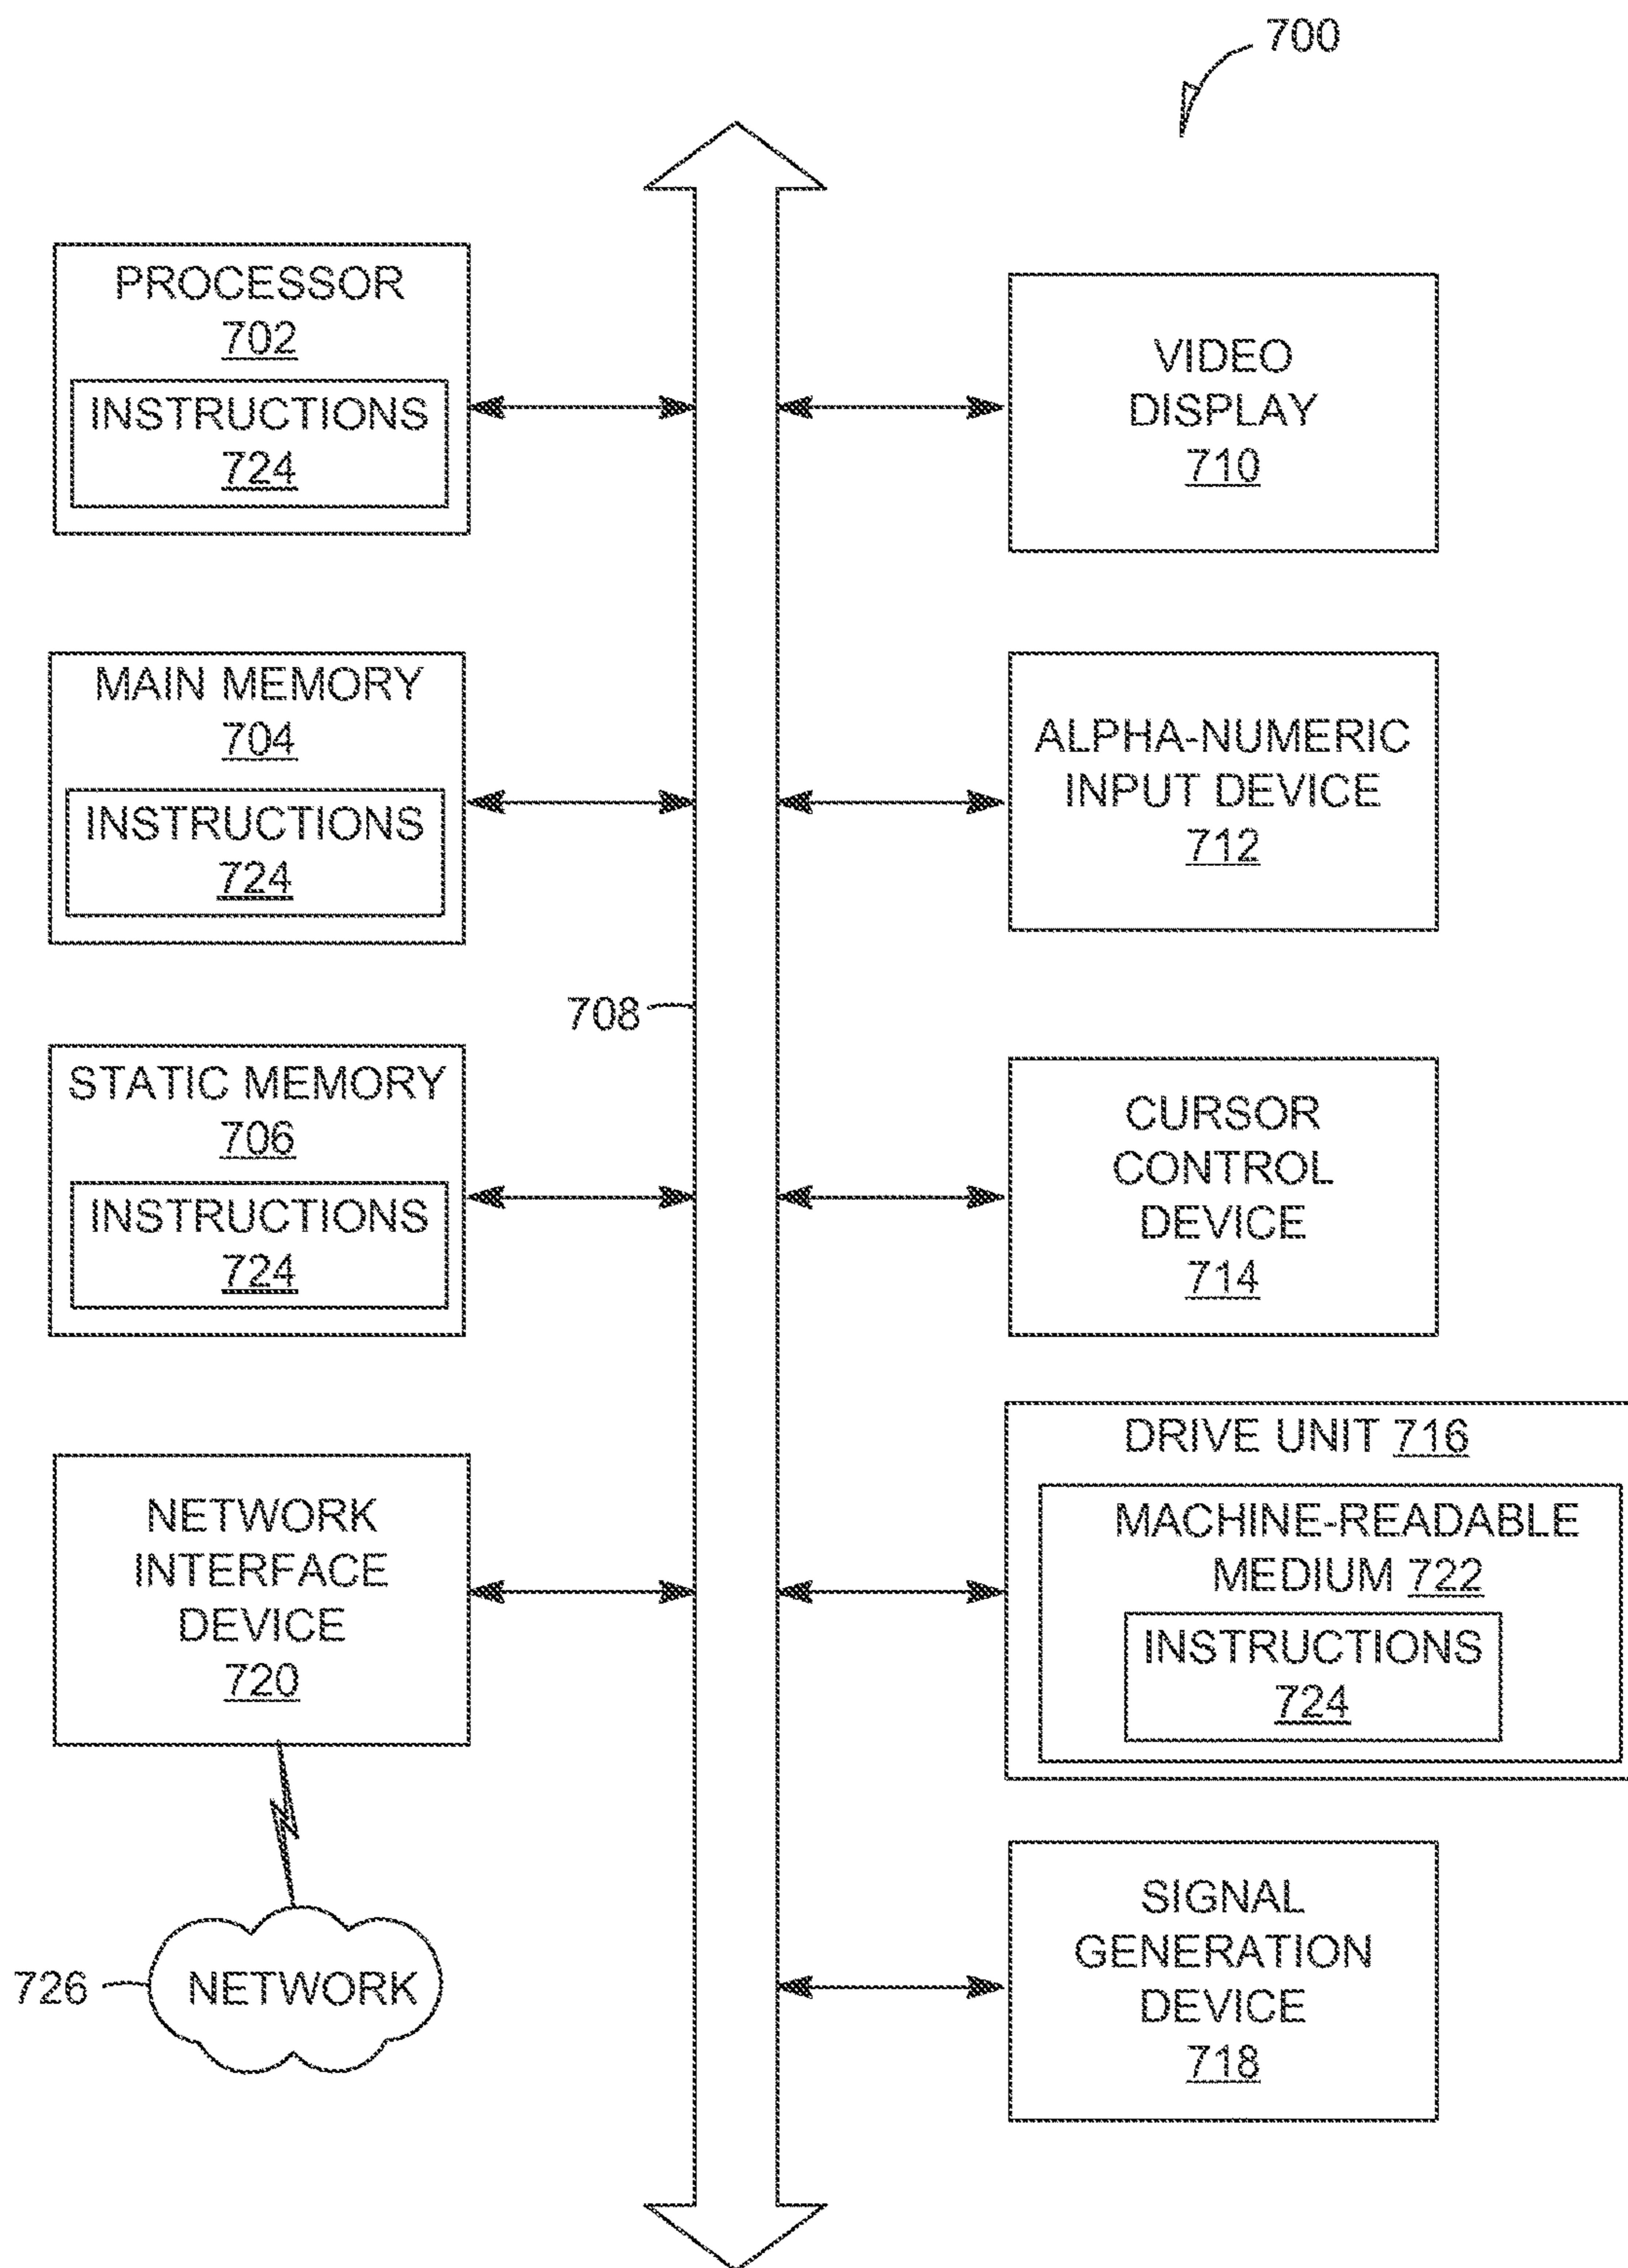 700
PROCESSOR
702
INSTRUCTIONS
724
MAIN MEMORY
704
INSTRUCTIONS
724
708
STATIC MEMORY
706
INSTRUCTIONS
724
NETWORK
INTERFACE
DEVICE
720
726
NETWORK
VIDEO
DISPLAY
710
ALPHA-NUMERIC
INPUT DEVICE
712
CURSOR
CONTROL
DEVICE
714
DRIVE UNIT 716
MACHINE-READABLE
MEDIUM 722
INSTRUCTIONS
724
SIGNAL
GENERATION
DEVICE
718